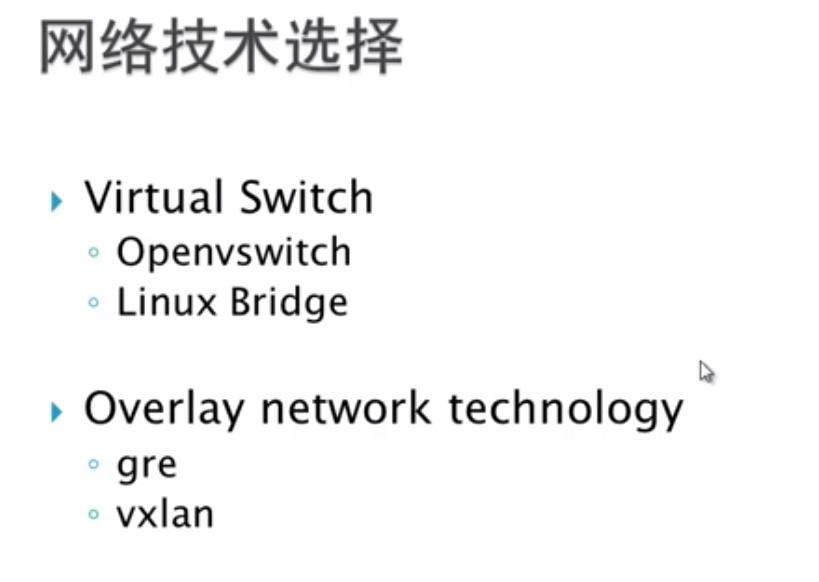 网络技术选择
Virtual Switch
Openvswitch
Linux Bridge
Overlay network technology
gre
vxlan